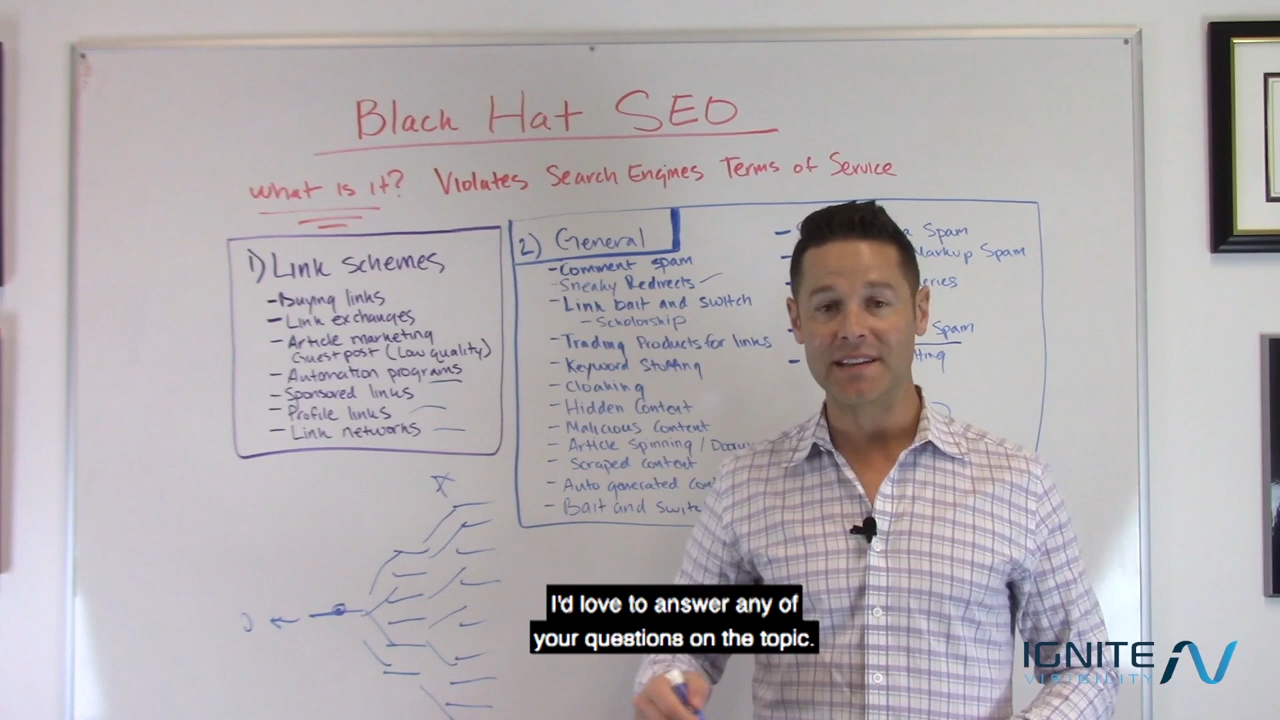 Black Hat SEO
What is it? Violates Search Engines Terms of Service
1) Link schemes
- Buying links
- Link exchanges
- Article marketing
Guest post (Low quality)
- Automation programs
- Sponsored links
- Profile links
- Link networks
2) General
- Comment spam
- Sneaky Redirects
- Link bait and switch
- Scholorship
- Trading Products for links
- Keyword Stuffing
- Cloaking
- Hidden Content
- Malicious Content
- Article Spinning /
- Scraped content
- Auto generated
- Bait and
Spam
Markup Spam
Spam
I'd love to answer any of
your questions on the topic.
IGNITE
VISIBILITY